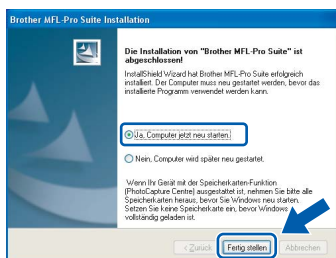 Brother MFL-Pro Suite Installation
Die Installation von "Brother MFL-Pro Suite" ist
abgeschlossen!
InstallShield Wizard hat Brother MFL-Pro Suite erfolgreich
installiert. Der Computer muss neu gestartet werden, bevor das
installierte Programm verwendet werden kann.
Ja, Computer jetzt neu starten.
Nein, Computer wird später neu gestartet.
Wenn Ihr Gerät mit der Speicherkarten-Funktion
(PhotoCapture Centre) ausgestattet ist, nehmen Sie bitte alle
Speicherkarten heraus, bevor Sie Windows neu starten.
Setzen Sie keine Speicherkarte ein, bevor Windows
vollständig geladen ist.
< Zurück
Fertig stellen
Abbrechen